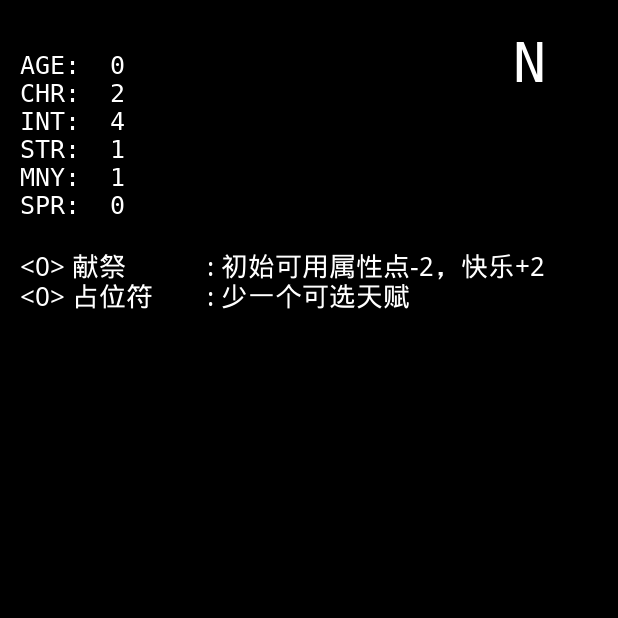 N
AGE: 0
CHR: 2
INT: 4
STR: 1
MNY: 1
SPR: 0
<O> 献祭 : 初始可用属性点-2，快乐+2
<O> 占位符 : 少一个可选天赋